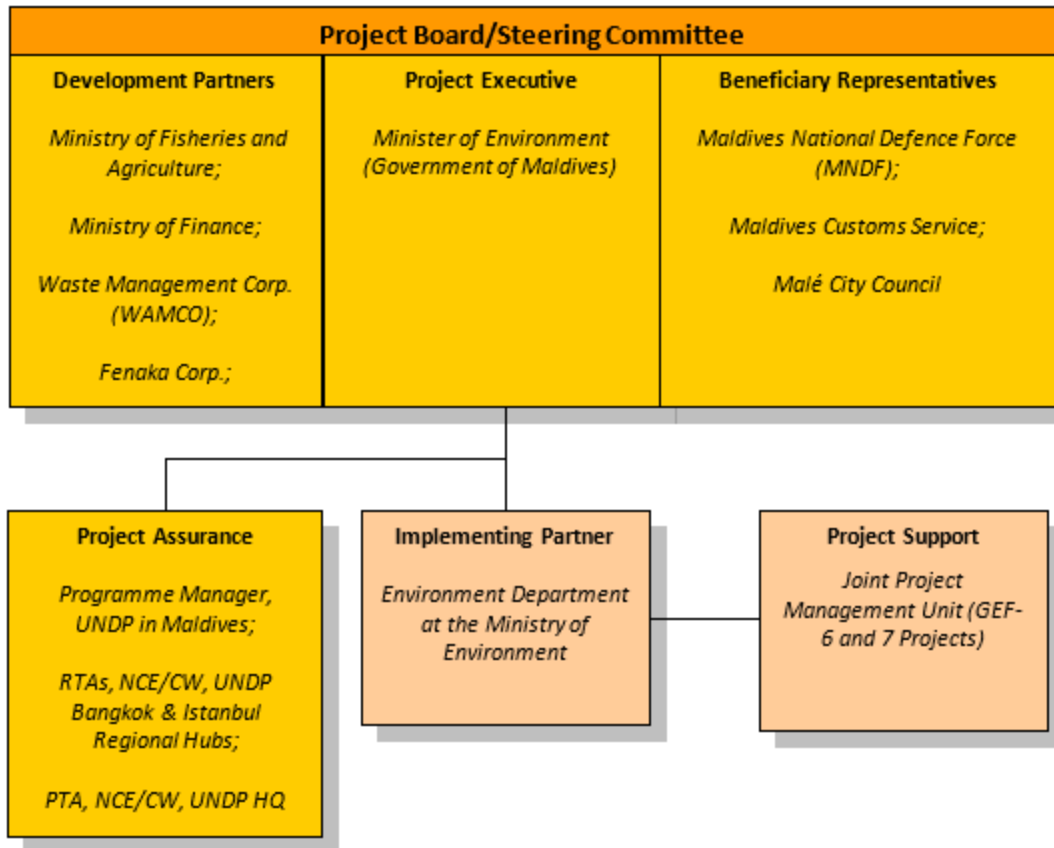 Project Board/Steering Committee
Development Partners
Ministry of Fisheries and
Agriculture;
Ministry of Finance;
Waste Management Corp.
(WAMCO);
Fenaka Corp.;
Project Executive
Minister of Environment
(Government of Maldives)
Beneficiary Representatives
Maldives National Defence Force
(MNDF);
Maldives Customs Service;
Malé City Council
Project Assurance
Programme Manager,
UNDP in Maldives;
RTAs, NCE/CW, UNDP
Bangkok & Istanbul
Regional Hubs;
PTA, NCE/CW, UNDP HQ
Implementing Partner
Environment Department
at the Ministry of
Environment
Project Support
Joint Project
Management Unit (GEF-
6 and 7 Projects)